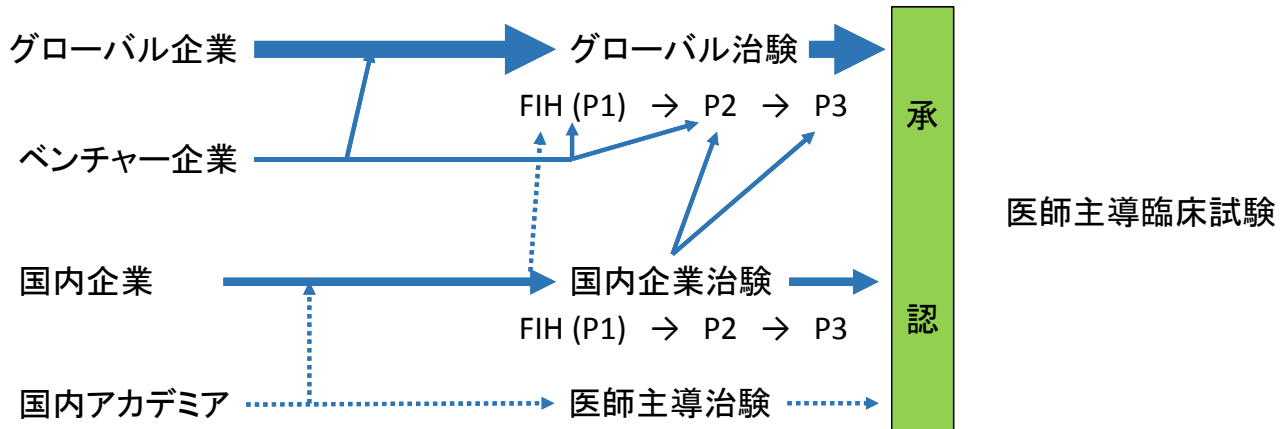 グローバル企業
グローバル治験
FIH (P1) → P2 → P3
ベンチャー企業
承認
医師主導臨床試験
国内企業
国内企業治験
FIH (P1) → P2 → P3
国内アカデミア
医師主導治験